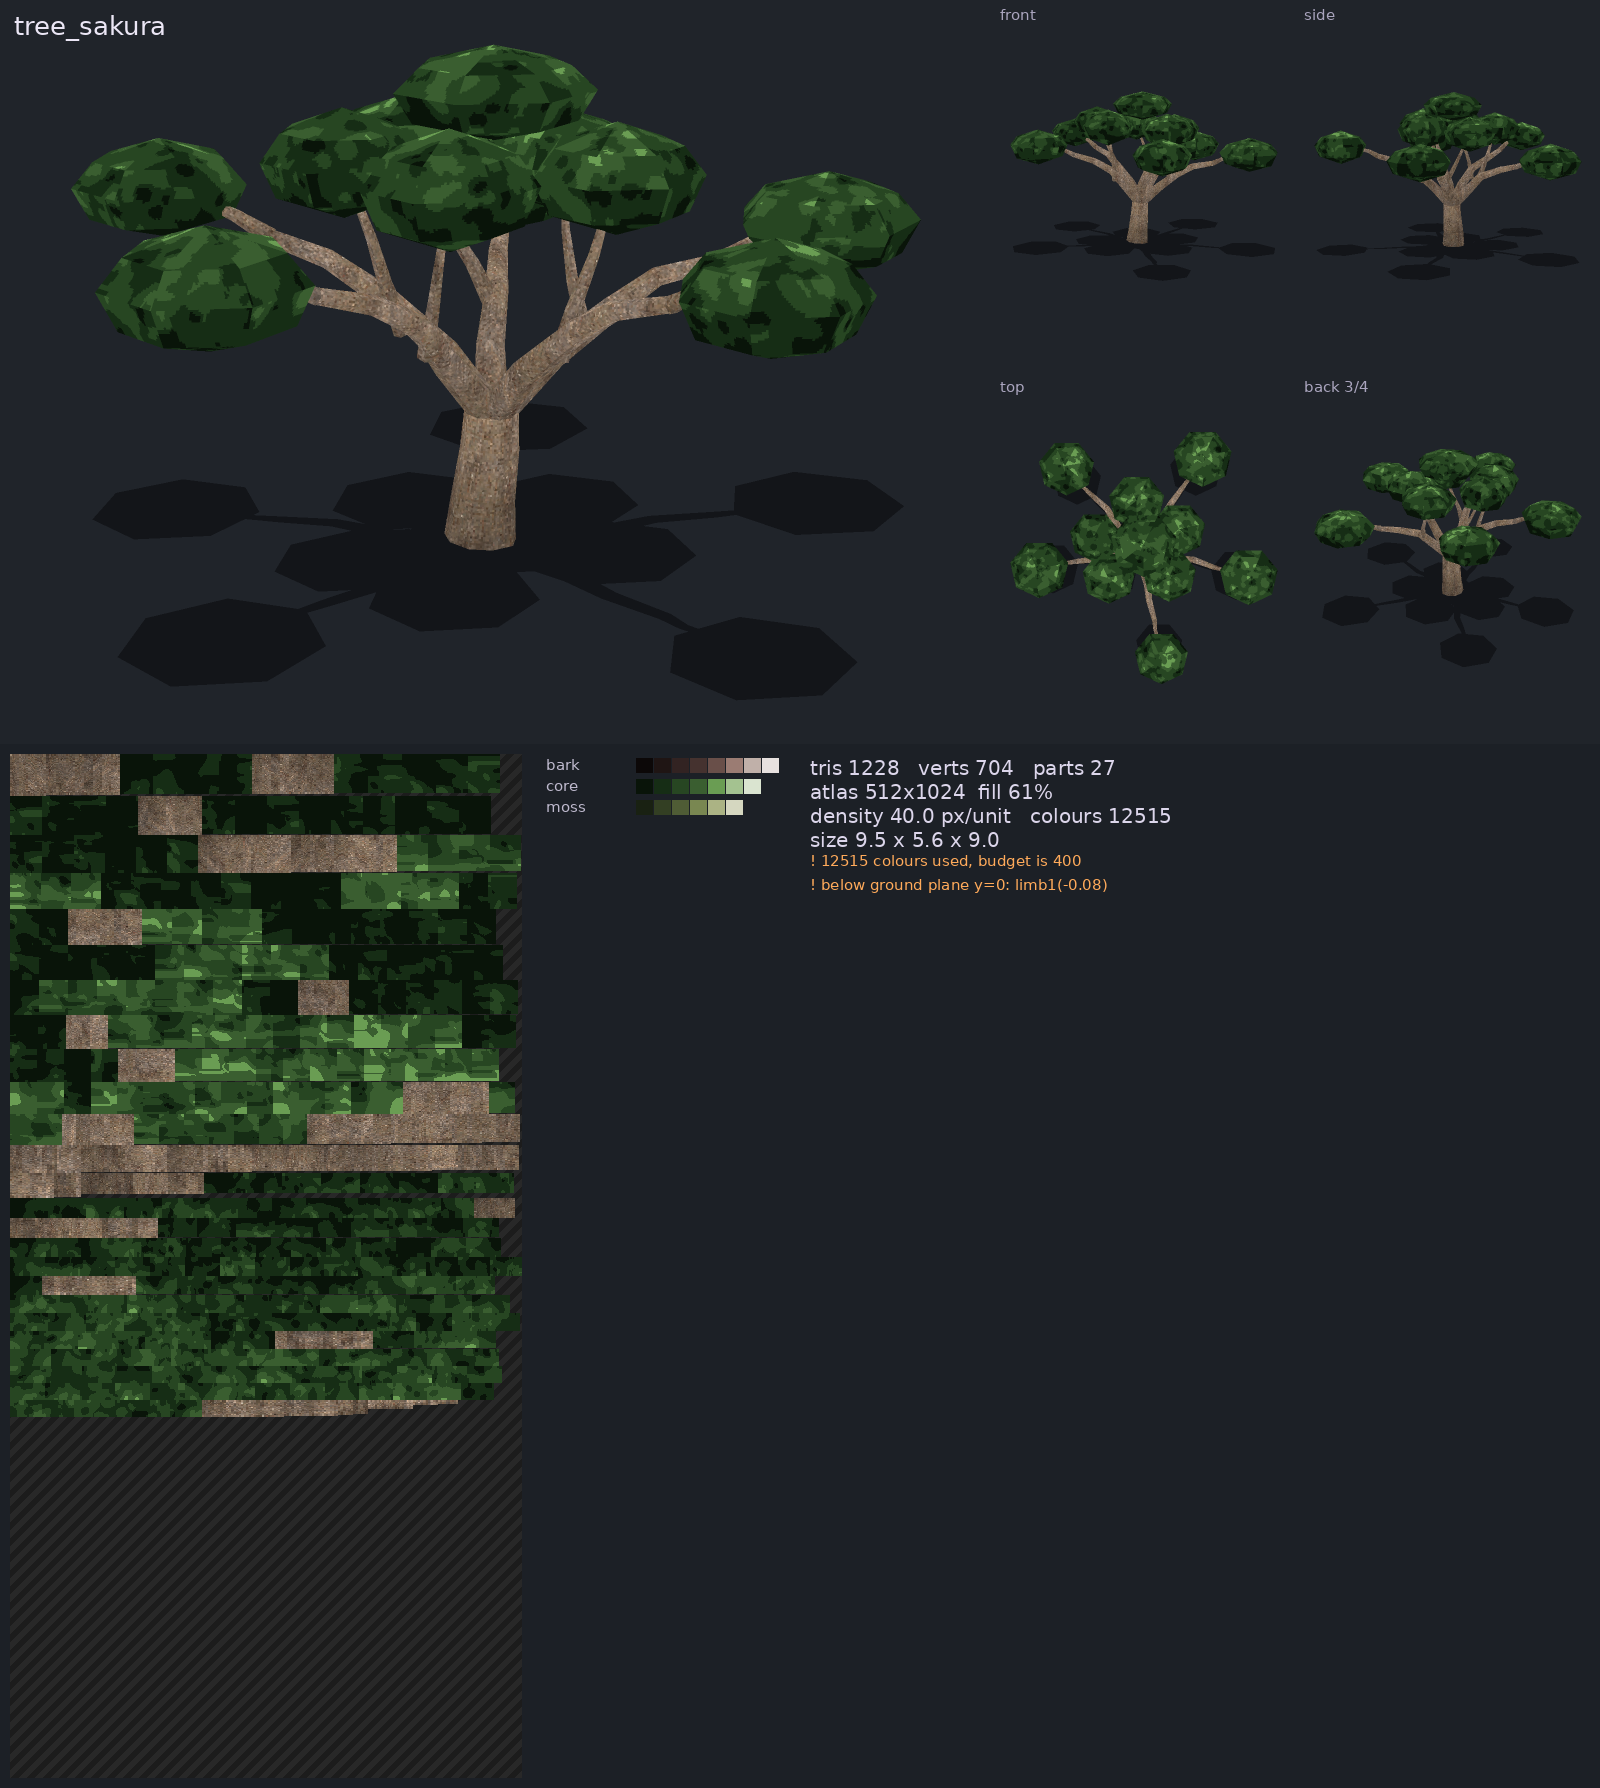 tree_sakura
front
side
top
back 3/4
bark
core
moss
tris 1228 verts 704 parts 27
atlas 512x1024 fill 61%
density 40.0 px/unit colours 12515
size 9.5 x 5.6 x 9.0
! 12515 colours used, budget is 400
! below ground plane y=0: limb1(-0.08)